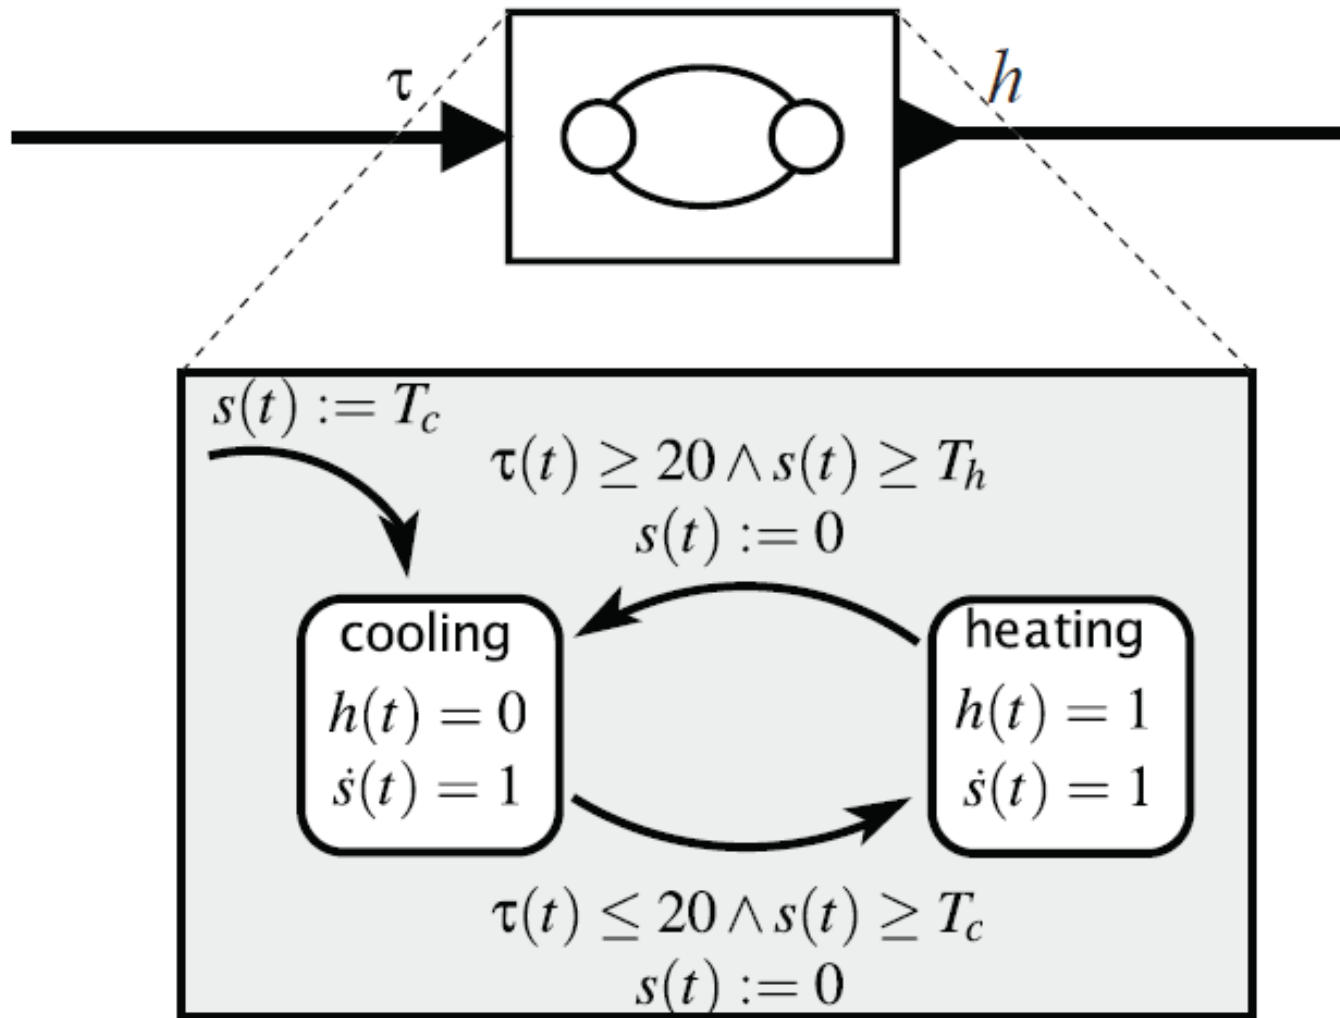 τ
h
s(t) := T_c
τ(t) ≥ 20 ∧ s(t) ≥ T_h
s(t) := 0
cooling
h(t) = 0
ṡ(t) = 1
heating
h(t) = 1
ṡ(t) = 1
τ(t) ≤ 20 ∧ s(t) ≥ T_c
s(t) := 0